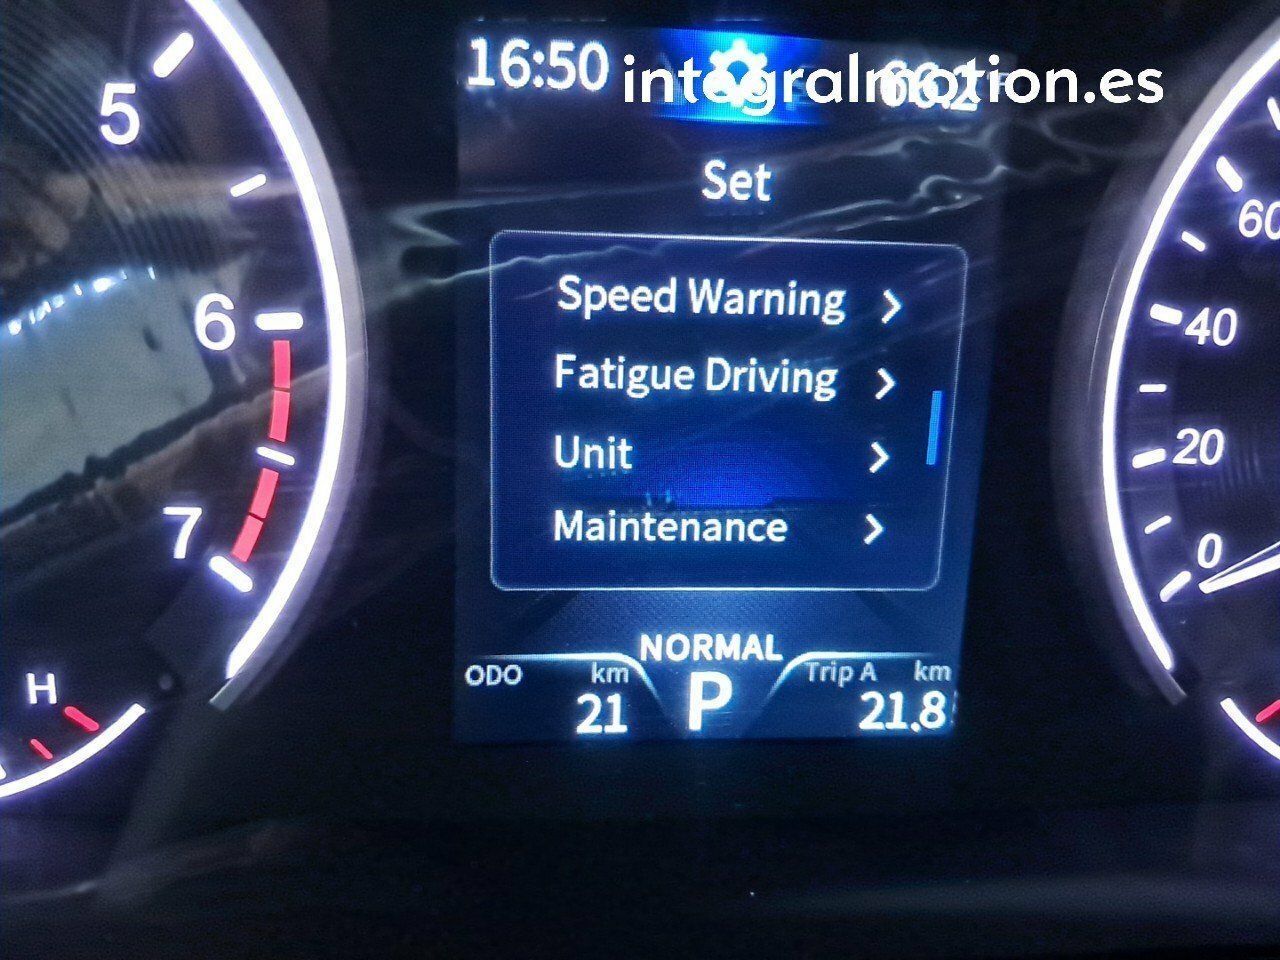 16:50
integralmotion.es
Set
Speed Warning
Fatigue Driving
Unit
Maintenance
NORMAL
ODO km
21
P
Trip A km
21.8
5
6
7
H
60
40
20
0